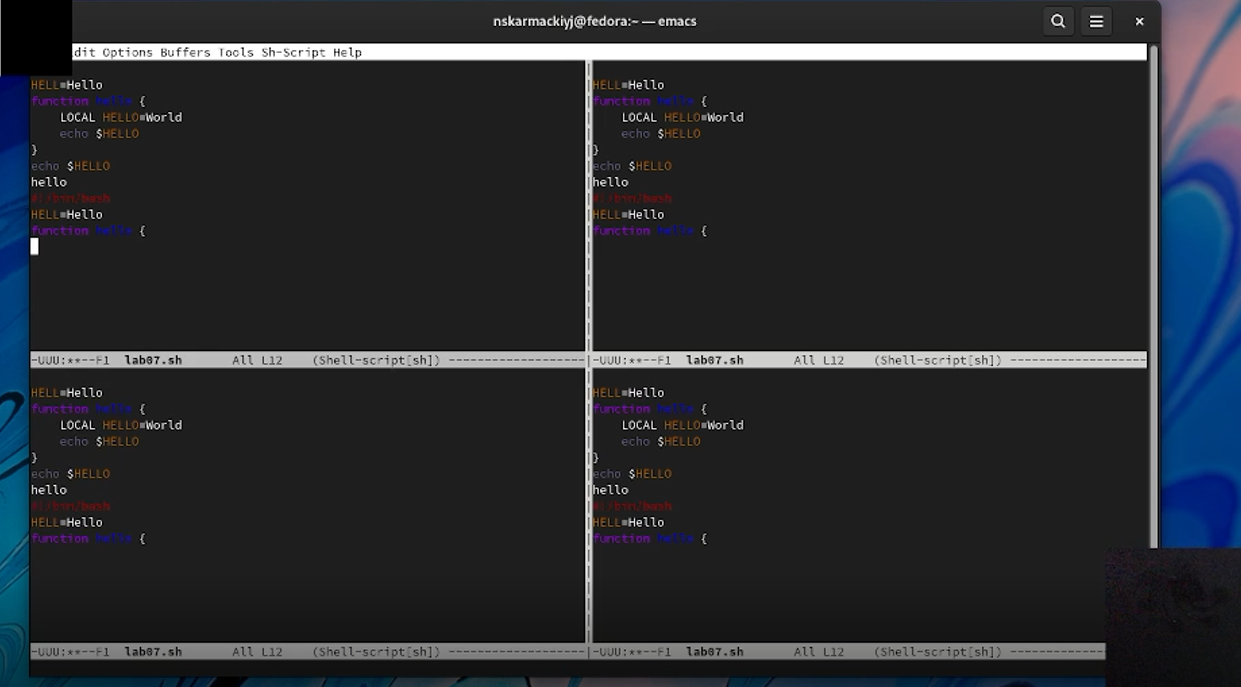 nskarmackiyj@fedora:~ — emacs
dit Options Buffers Tools Sh-Script Help
HELL=Hello
function hello {
    LOCAL HELLO=World
    echo $HELLO
}
echo $HELLO
hello
#!/bin/bash
HELL=Hello
function hello {
-UUU:**--F1  lab07.sh       All L12    (Shell-script[sh]) -------------------
HELL=Hello
function hello {
    LOCAL HELLO=World
    echo $HELLO
}
echo $HELLO
hello
#!/bin/bash
HELL=Hello
function hello {
-UUU:**--F1  lab07.sh       All L12    (Shell-script[sh]) -------------------
HELL=Hello
function hello {
    LOCAL HELLO=World
    echo $HELLO
}
echo $HELLO
hello
#!/bin/bash
HELL=Hello
function hello {
-UUU:**--F1  lab07.sh       All L12    (Shell-script[sh]) -------------------
HELL=Hello
function hello {
    LOCAL HELLO=World
    echo $HELLO
}
echo $HELLO
hello
#!/bin/bash
HELL=Hello
function hello {
-UUU:**--F1  lab07.sh       All L12    (Shell-script[sh]) -------------